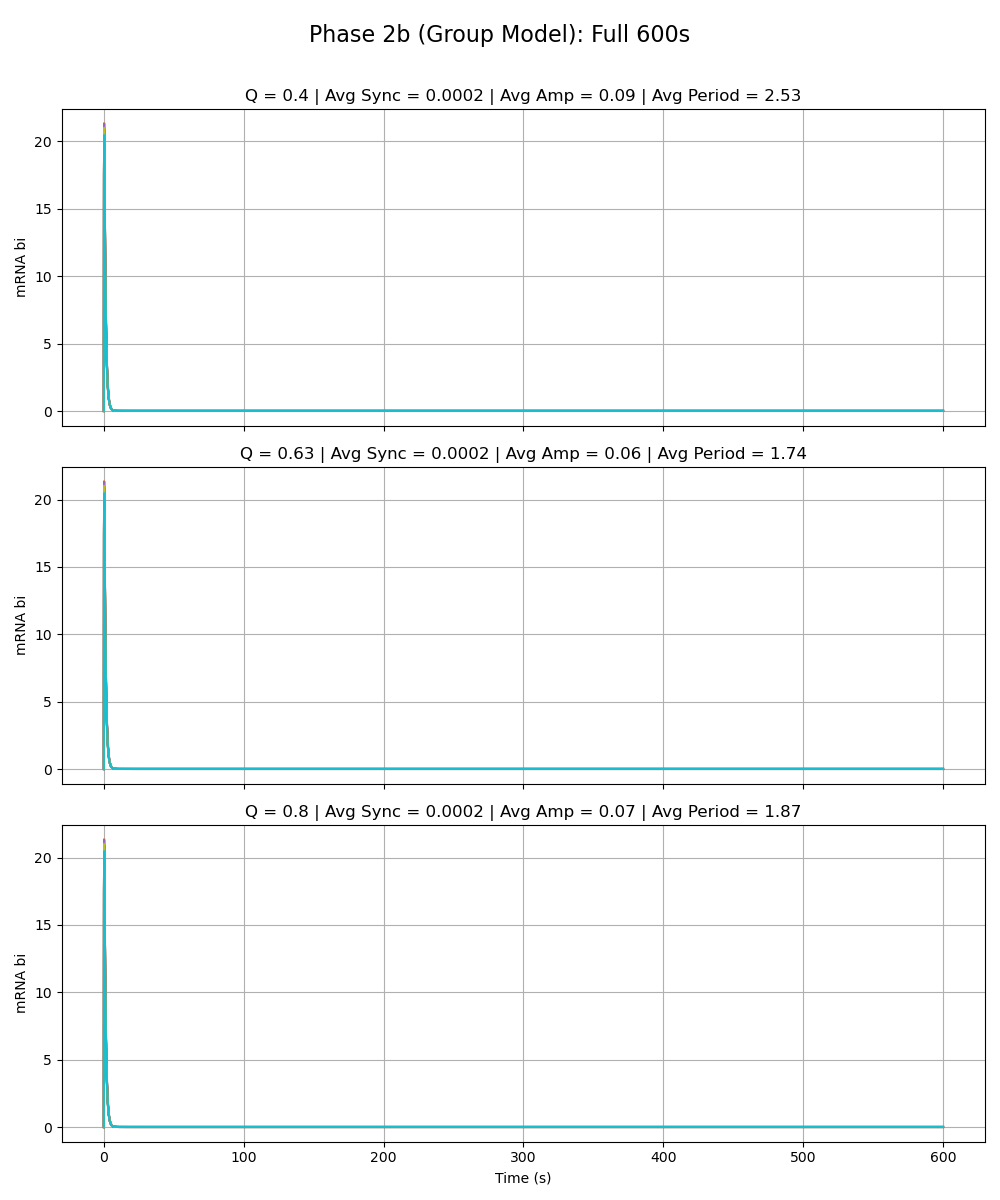 Phase 2b (Group Model): Full 600s
Q = 0.4 | Avg Sync = 0.0002 | Avg Amp = 0.09 | Avg Period = 2.53
20
15
10
5
0
mRNA bi
Q = 0.63 | Avg Sync = 0.0002 | Avg Amp = 0.06 | Avg Period = 1.74
20
15
10
5
0
mRNA bi
Q = 0.8 | Avg Sync = 0.0002 | Avg Amp = 0.07 | Avg Period = 1.87
20
15
10
5
0
mRNA bi
0 100 200 300 400 500 600
Time (s)